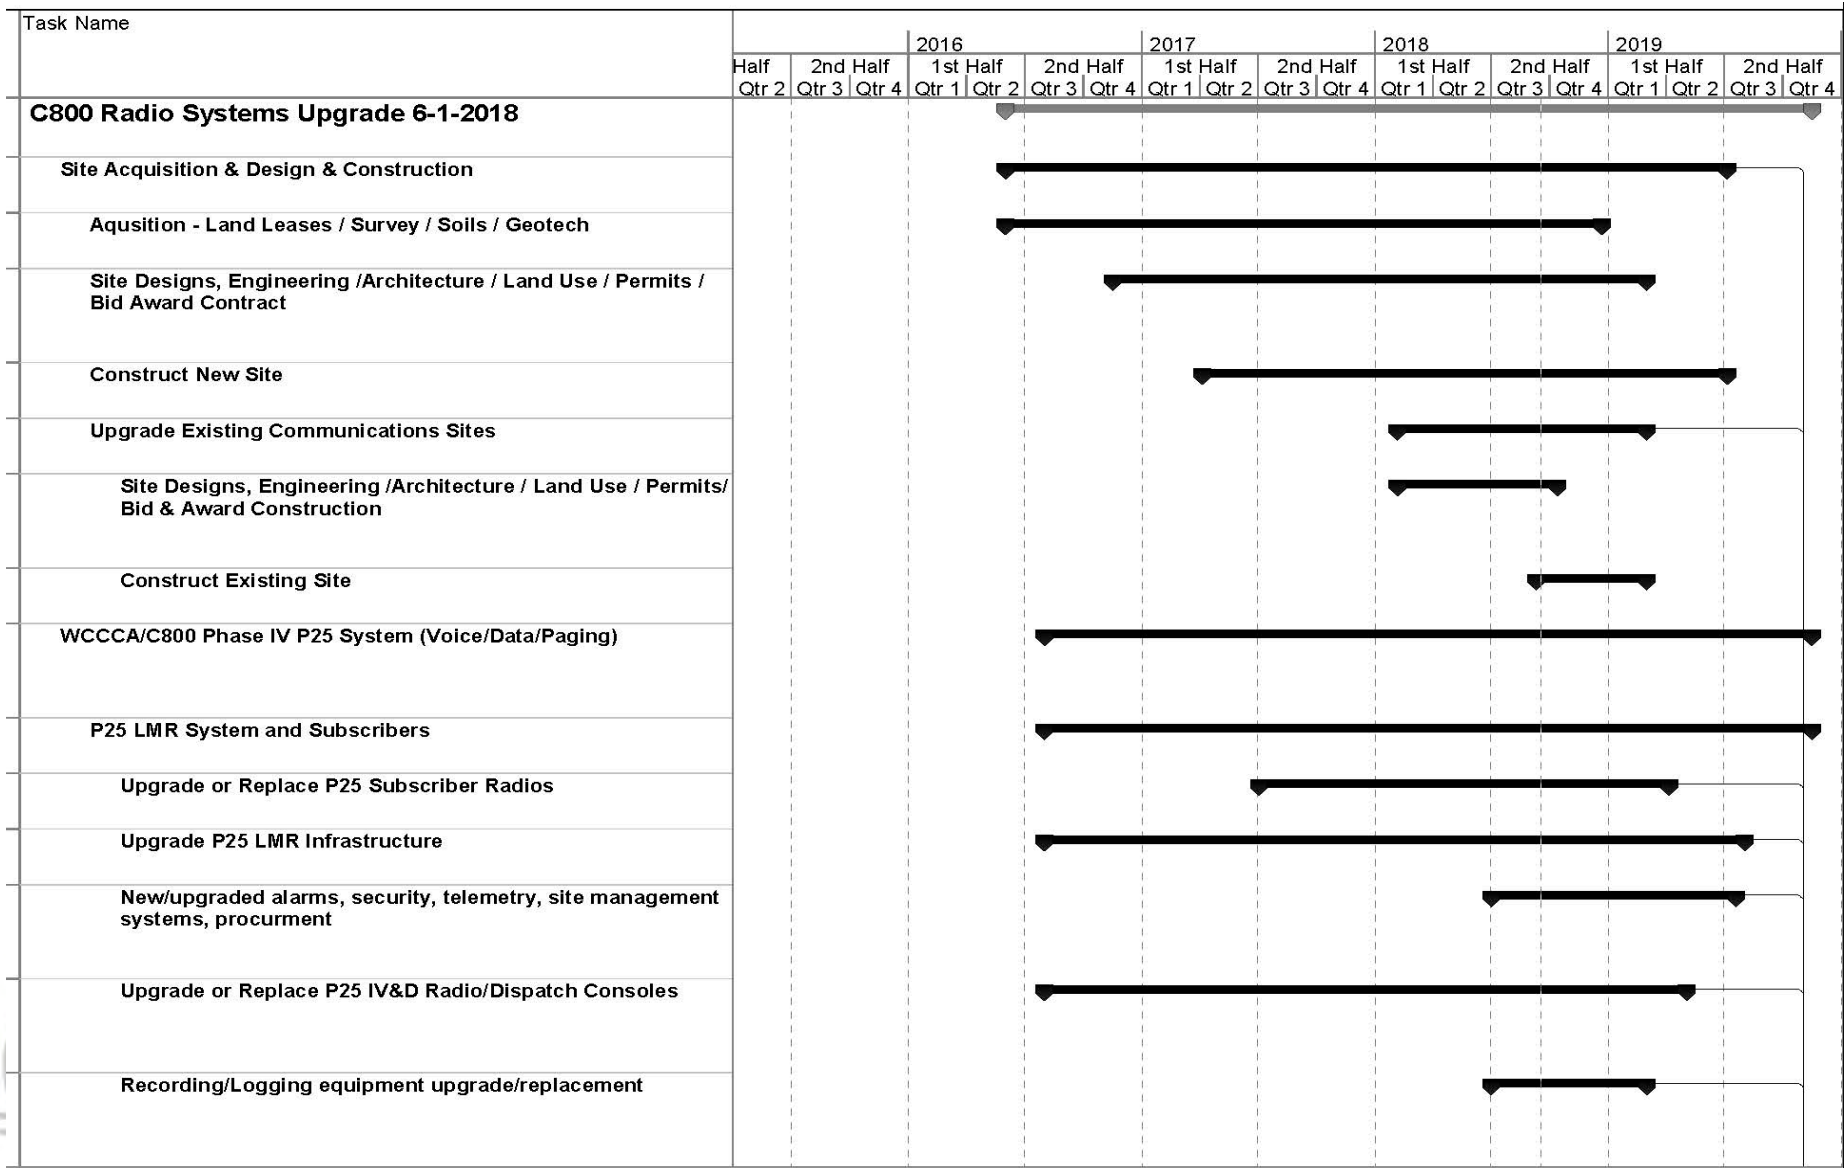 Task Name
2016 2017 2018 2019
Half 2nd Half 1st Half 2nd Half 1st Half 2nd Half 1st Half 2nd Half 1st Half 2nd Half
Qtr 2 Qtr 3 Qtr 4 Qtr 1 Qtr 2 Qtr 3 Qtr 4 Qtr 1 Qtr 2 Qtr 3 Qtr 4 Qtr 1 Qtr 2 Qtr 3 Qtr 4 Qtr 1 Qtr 2 Qtr 3 Qtr 4
C800 Radio Systems Upgrade 6-1-2018
Site Acquisition & Design & Construction
Aqusition - Land Leases / Survey / Soils / Geotech
Site Designs, Engineering /Architecture / Land Use / Permits /
Bid Award Contract
Construct New Site
Upgrade Existing Communications Sites
Site Designs, Engineering /Architecture / Land Use / Permits/
Bid & Award Construction
Construct Existing Site
WCCCA/C800 Phase IV P25 System (Voice/Data/Paging)
P25 LMR System and Subscribers
Upgrade or Replace P25 Subscriber Radios
Upgrade P25 LMR Infrastructure
New/upgraded alarms, security, telemetry, site management
systems, procurment
Upgrade or Replace P25 IV&D Radio/Dispatch Consoles
Recording/Logging equipment upgrade/replacement